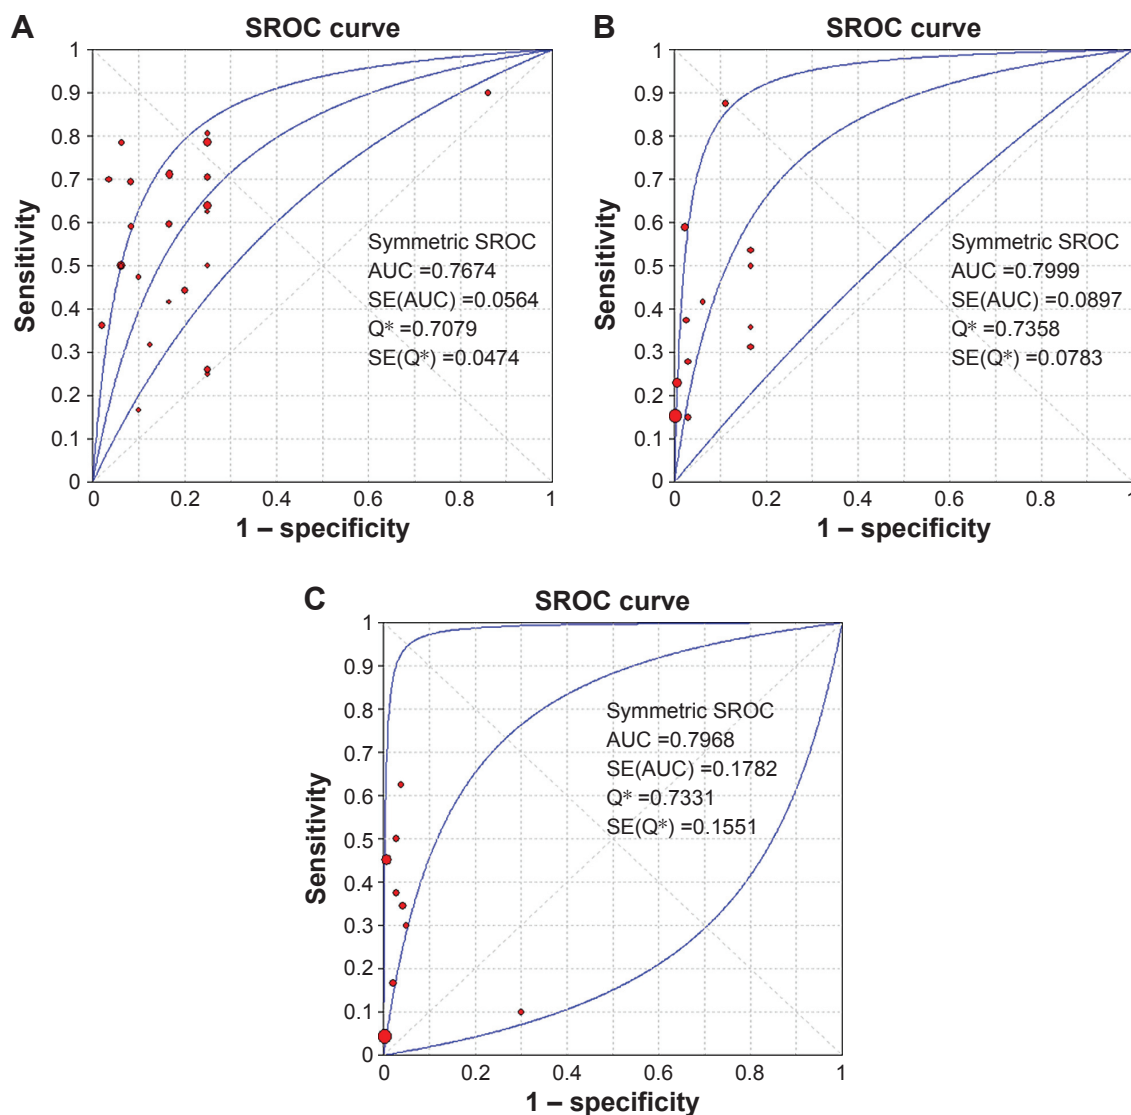 A
SROC curve
1
0.9
0.8
0.7
0.6
0.5
0.4
0.3
0.2
0.1
0
Sensitivity
Symmetric SROC
AUC =0.7674
SE(AUC) =0.0564
Q* =0.7079
SE(Q*) =0.0474
0 0.2 0.4 0.6 0.8 1
1 – specificity
B
SROC curve
1
0.9
0.8
0.7
0.6
0.5
0.4
0.3
0.2
0.1
0
Sensitivity
Symmetric SROC
AUC =0.7999
SE(AUC) =0.0897
Q* =0.7358
SE(Q*) =0.0783
0 0.2 0.4 0.6 0.8 1
1 – specificity
C
SROC curve
1
0.9
0.8
0.7
0.6
0.5
0.4
0.3
0.2
0.1
0
Sensitivity
Symmetric SROC
AUC =0.7968
SE(AUC) =0.1782
Q* =0.7331
SE(Q*) =0.1551
0 0.2 0.4 0.6 0.8 1
1 – specificity